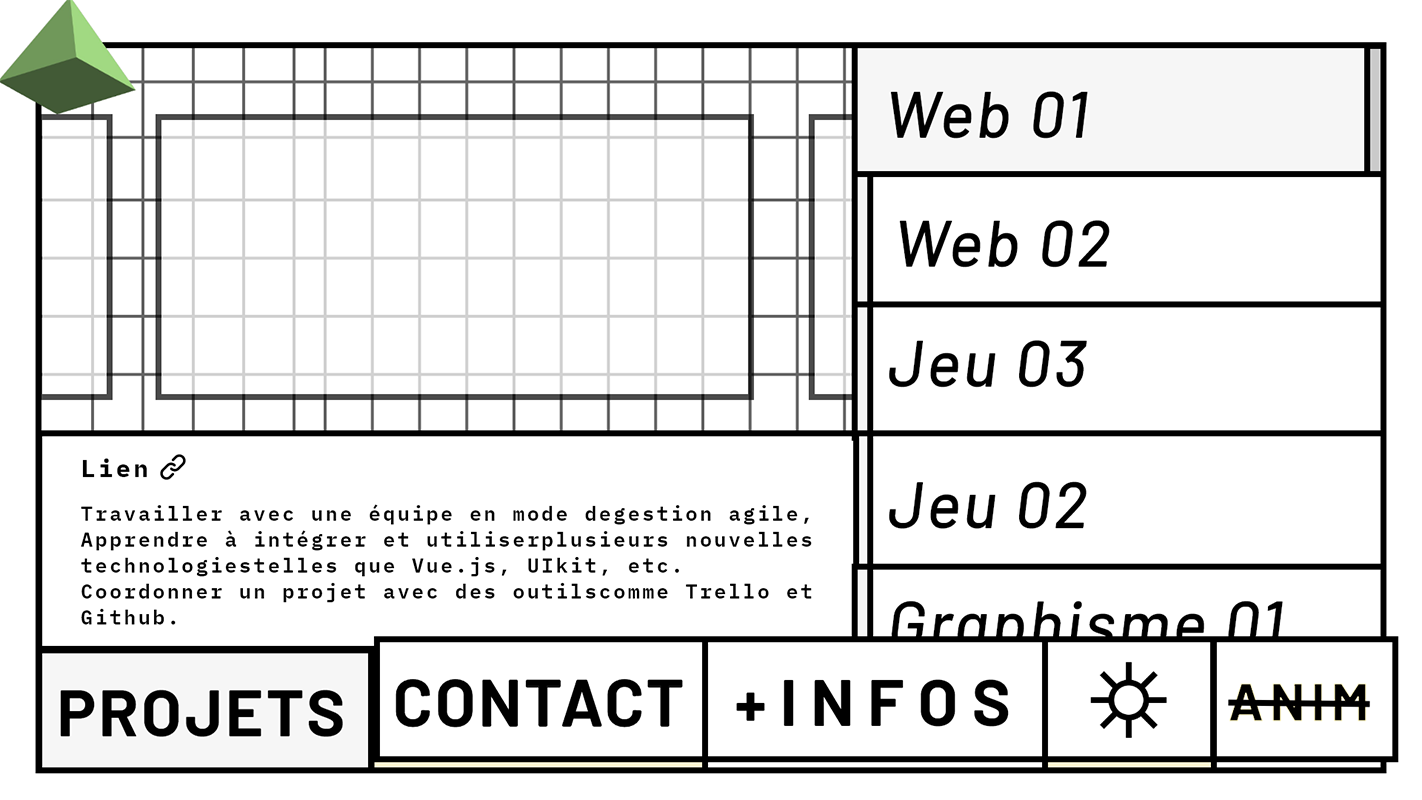 Web 01
Web 02
Jeu 03
Jeu 02
Graphisme 01
Lien
Travailler avec une équipe en mode degestion agile,
Apprendre à intégrer et utiliserplusieurs nouvelles
technologiestelles que Vue.js, UIkit, etc.
Coordonner un projet avec des outilscomme Trello et
Github.
PROJETS
CONTACT
+INFOS
ANIM